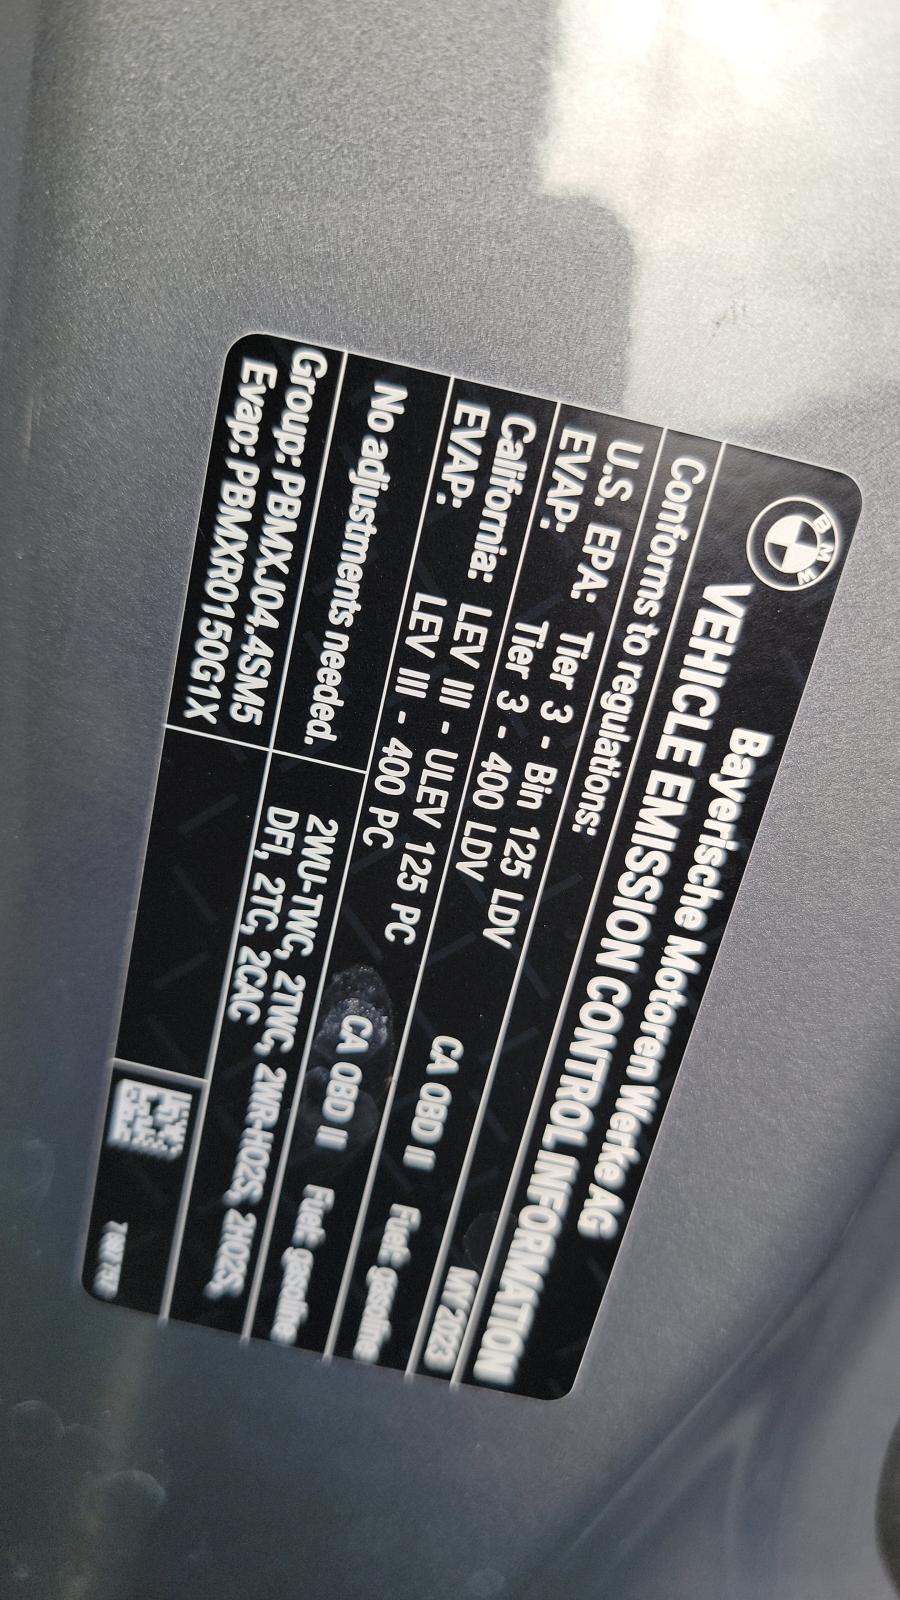 BMW
Bayerische Motoren Werke AG
VEHICLE EMISSION CONTROL INFORMATION
Conforms to regulations: MY 2023
U.S. EPA: Tier 3 - Bin 125 LDV CA OBD II Fuel: gasoline
EVAP: Tier 3 - 400 LDV
California: LEV III - ULEV 125 PC CA OBD II Fuel: gasoline
EVAP: LEV III - 400 PC
No adjustments needed. 2WU-TWC, 2TWC, 2WR-HO2S, 2HO2S,
DFI, 2TC, 2CAC
Group: PBMXJ04.4SM5
Evap: PBMXR0150G1X